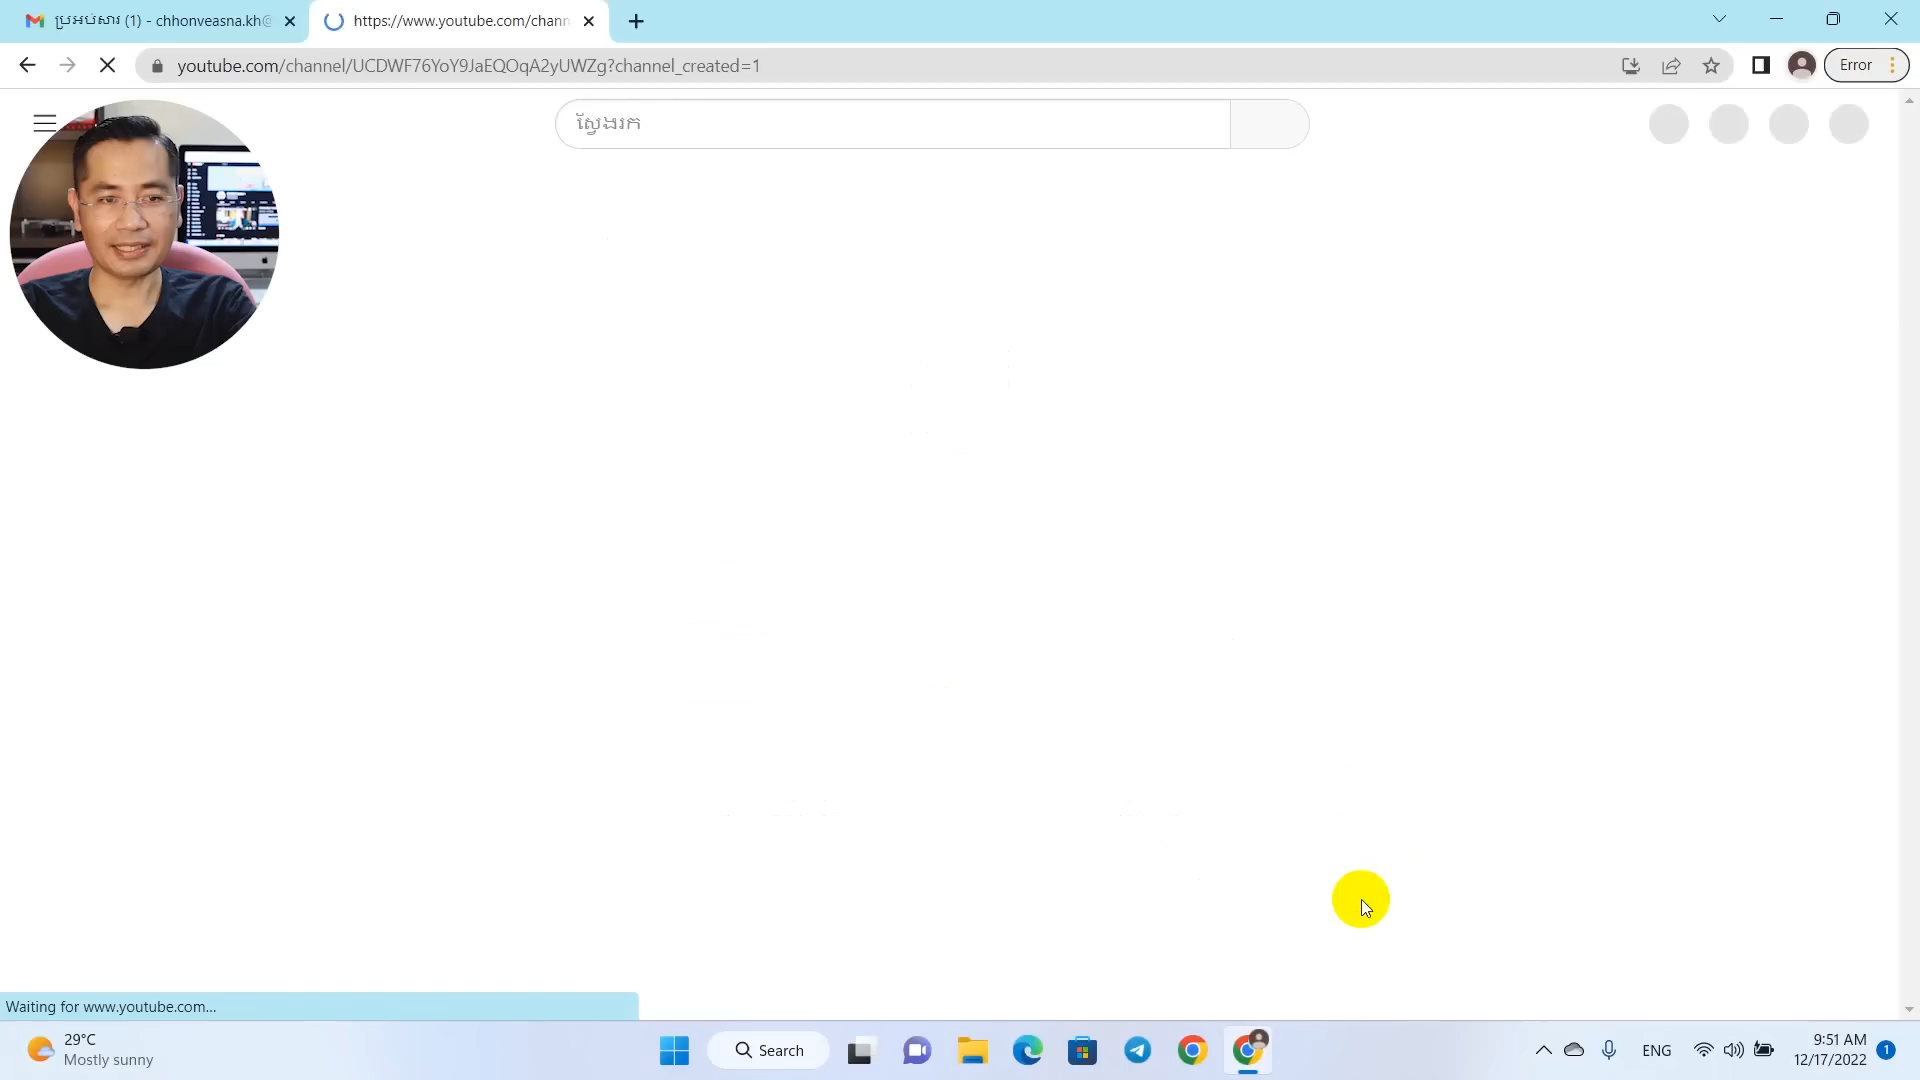 ប្រអប់សារ (1) - chhonveasna.kh@
https://www.youtube.com/chann
youtube.com/channel/UCDWF76YoY9JaEQOqA2yUWZg?channel_created=1
Error
ស្វែងរក
Waiting for www.youtube.com...
29°C
Mostly sunny
Search
ENG
9:51 AM
12/17/2022
1